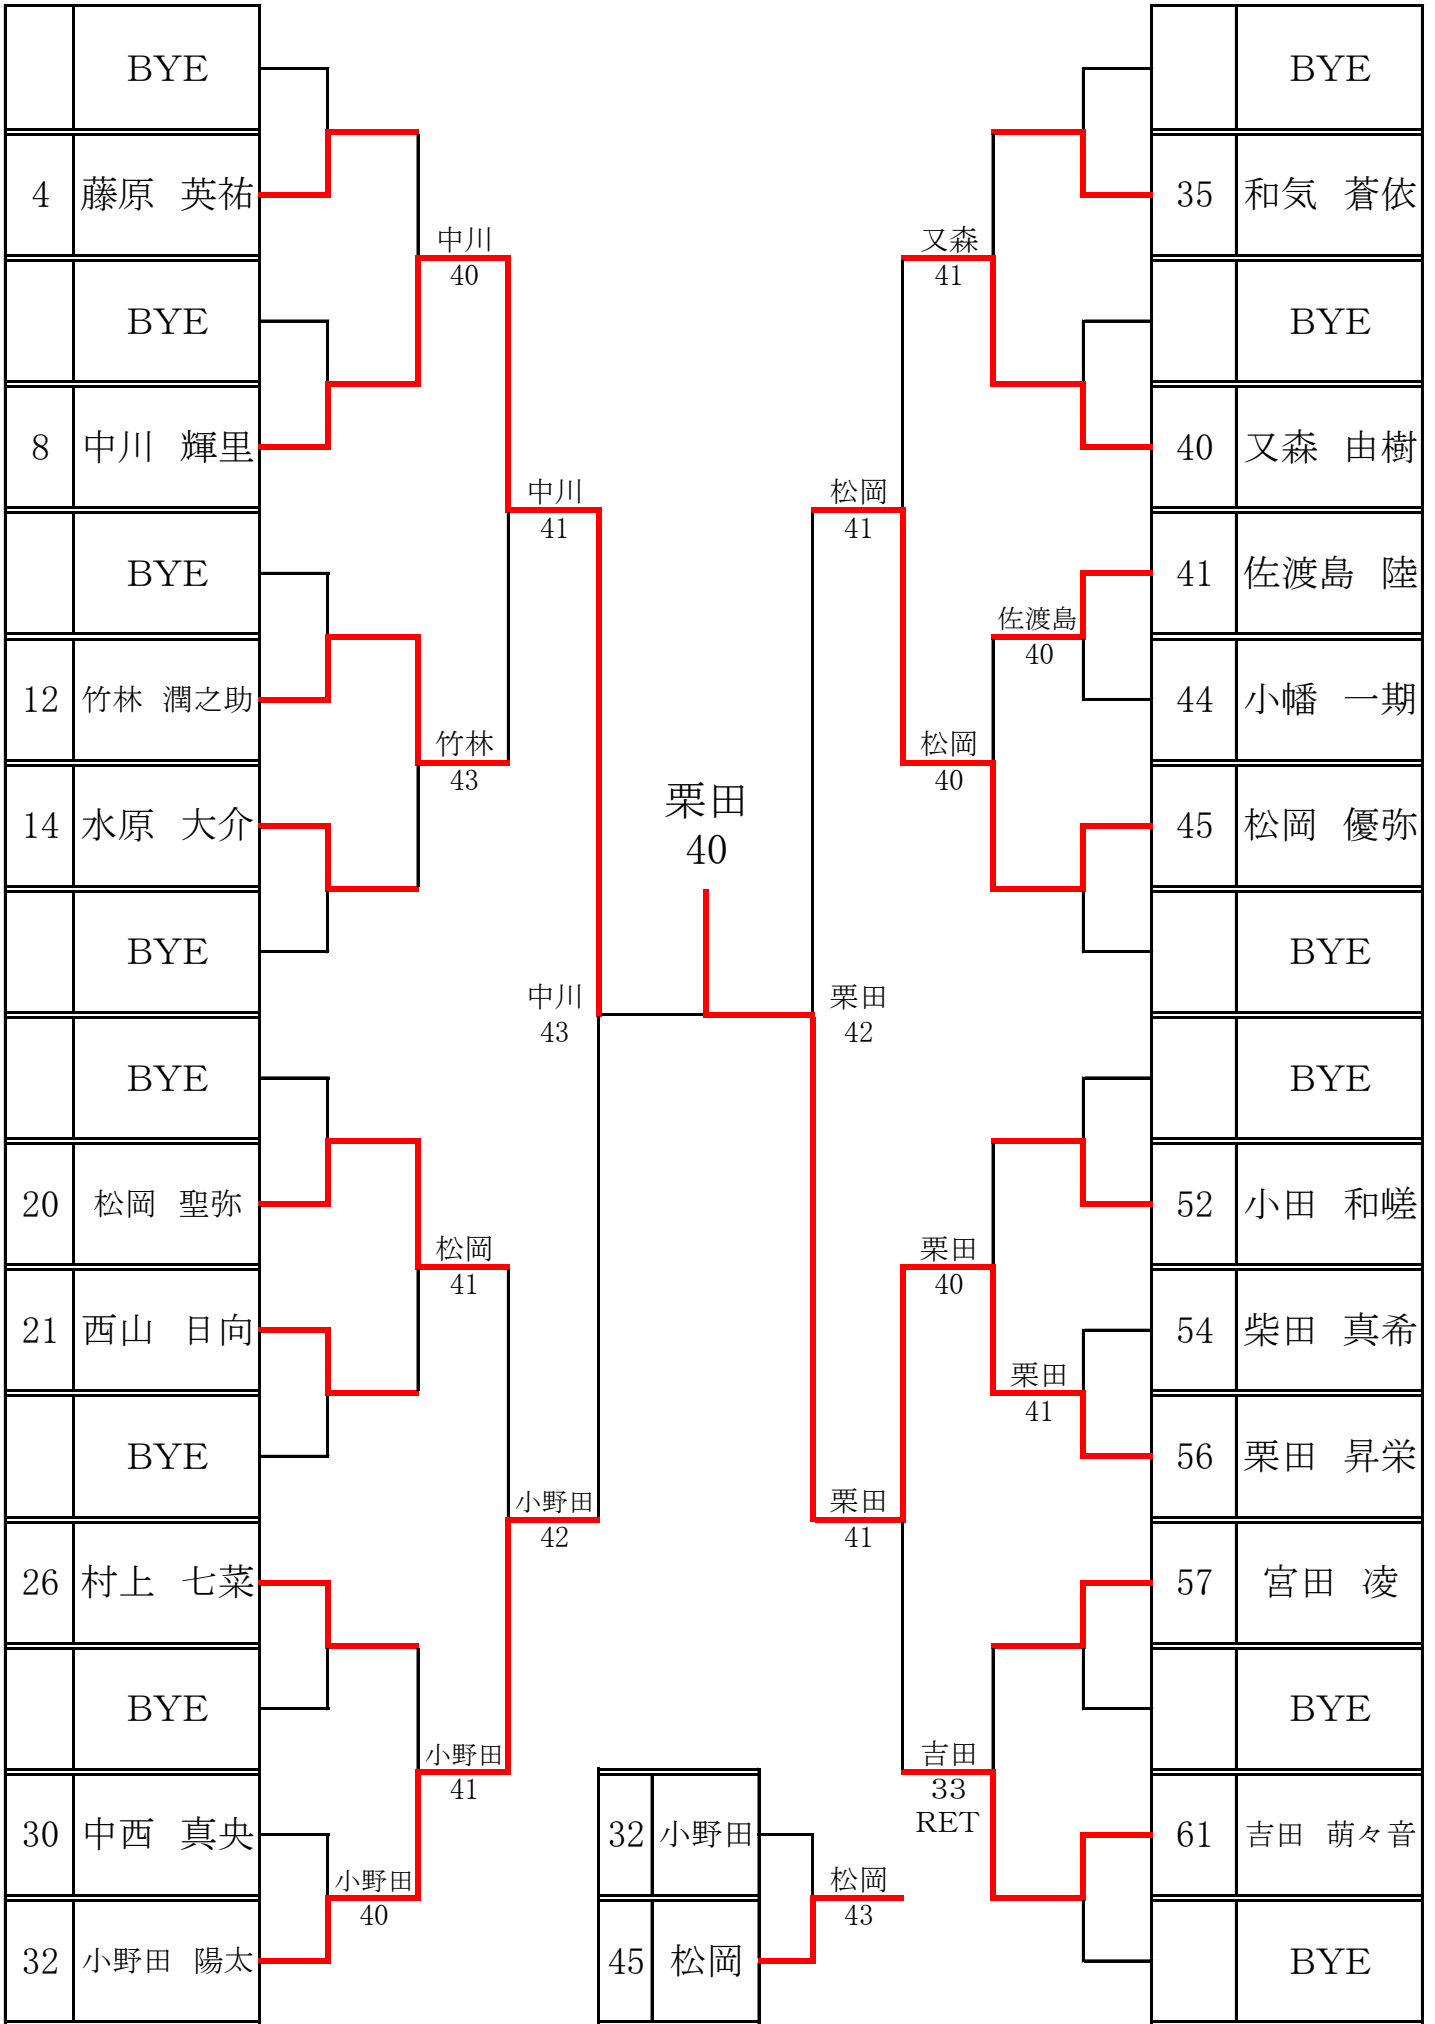 BYE
4 藤原 英祐
BYE
8 中川 輝里
BYE
12 竹林 潤之助
14 水原 大介
BYE
BYE
20 松岡 聖弥
21 西山 日向
BYE
26 村上 七菜
BYE
30 中西 真央
32 小野田 陽太
中川
40
竹林
43
松岡
41
小野田
41
小野田
40
中川
41
小野田
42
中川
43
栗田
40
栗田
42
松岡
41
栗田
41
又森
41
松岡
40
佐渡島
40
栗田
40
栗田
41
吉田
33
RET
32 小野田
45 松岡
松岡
43
BYE
35 和気 蒼依
BYE
40 又森 由樹
41 佐渡島 陸
44 小幡 一期
45 松岡 優弥
BYE
BYE
52 小田 和嵯
54 柴田 真希
56 栗田 昇栄
57 宮田 凌
BYE
61 吉田 萌々音
BYE